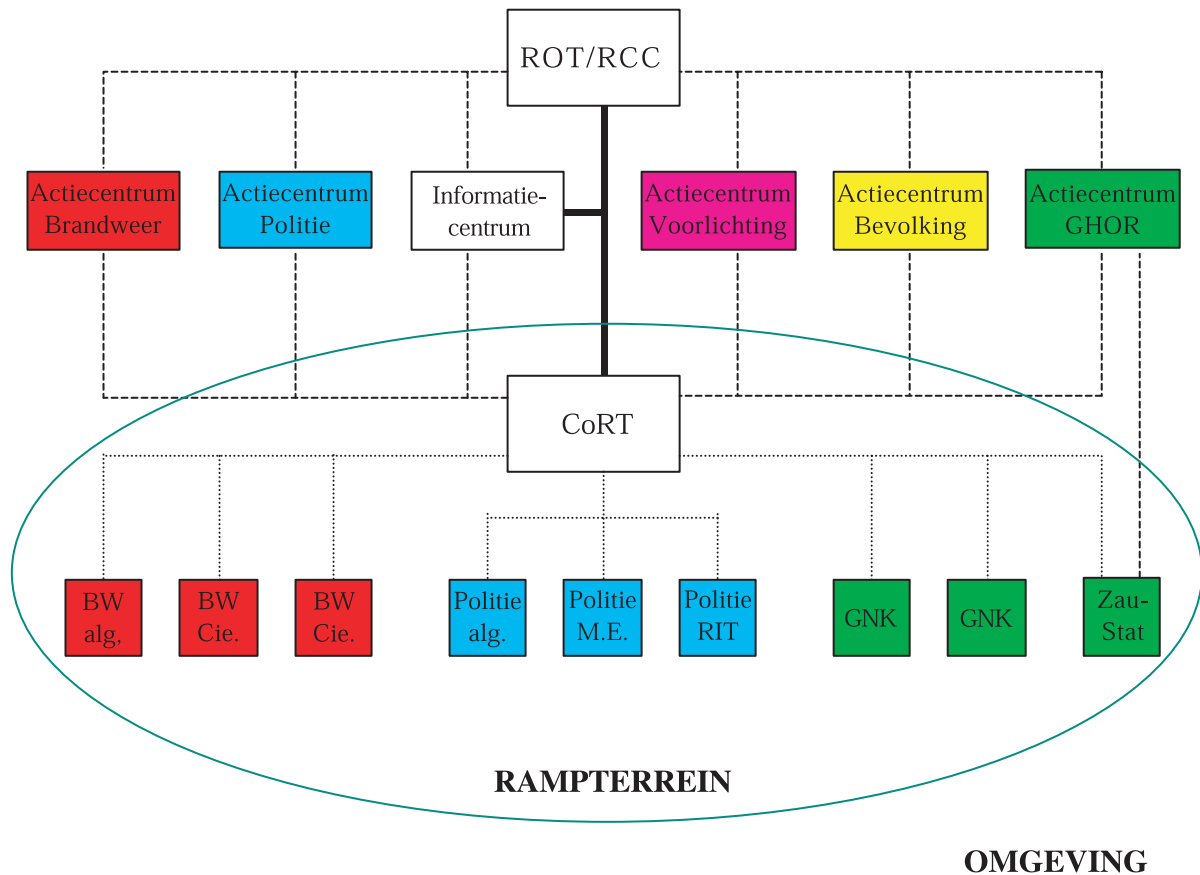 ROT/RCC
Actiecentrum
Brandweer
Actiecentrum
Politie
Informatie-
centrum
Actiecentrum
Voorlichting
Actiecentrum
Bevolking
Actiecentrum
GHOR
CoRT
BW
alg,
BW
Cie.
BW
Cie.
Politie
alg.
Politie
M.E.
Politie
RIT
GNK
GNK
Zau-
Stat
RAMPTERREIN
OMGEVING